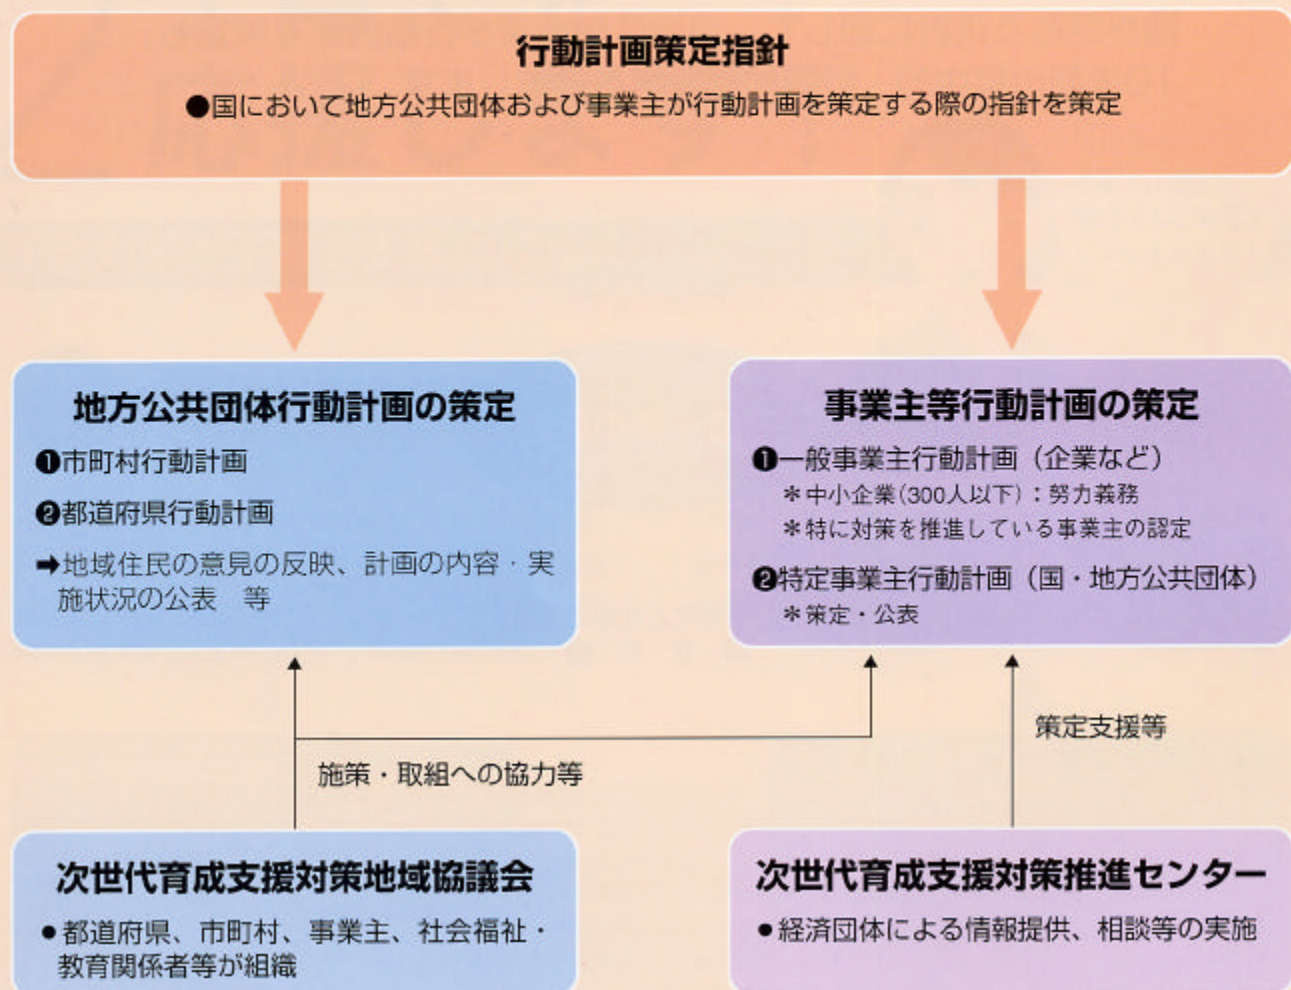 行動計画策定指針
●国において地方公共団体および事業主が行動計画を策定する際の指針を策定
地方公共団体行動計画の策定
❶市町村行動計画
❷都道府県行動計画
➡地域住民の意見の反映、計画の内容・実
施状況の公表　等
事業主等行動計画の策定
❶一般事業主行動計画（企業など）
＊中小企業(300人以下)：努力義務
＊特に対策を推進している事業主の認定
❷特定事業主行動計画（国・地方公共団体）
＊策定・公表
施策・取組への協力等
策定支援等
次世代育成支援対策地域協議会
●都道府県、市町村、事業主、社会福祉・
教育関係者等が組織
次世代育成支援対策推進センター
●経済団体による情報提供、相談等の実施